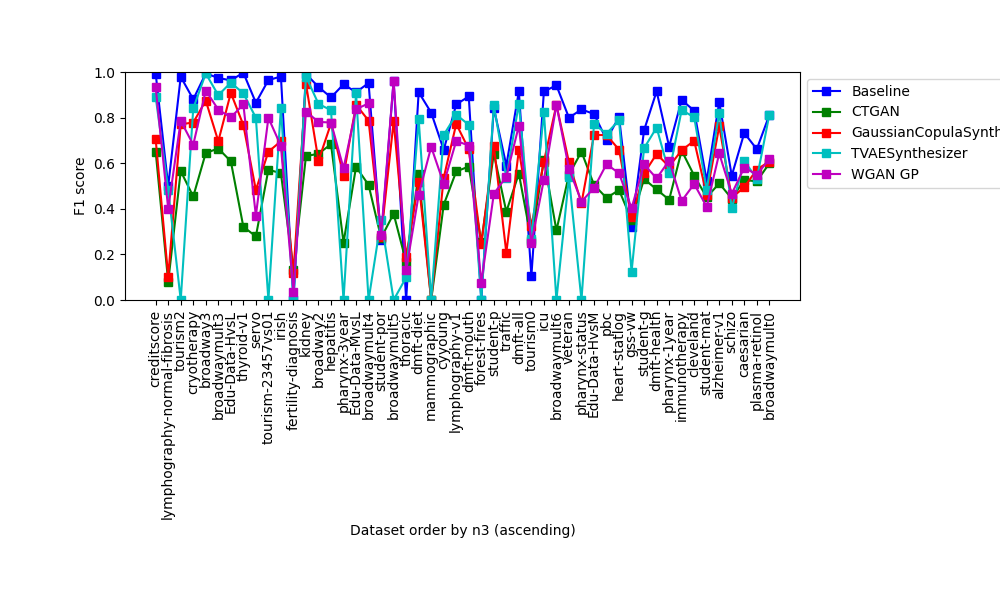 1.0
0.8
0.6
0.4
0.2
0.0
F1 score
Baseline
CTGAN
GaussianCopulaSynth
TVAESynthesizer
WGAN GP
creditscore
lymphography-normal-fibrosis
tourism2
cryotherapy
broadway3
broadwaymult3
Edu-Data-HvsL
thyroid-v1
servo
tourism-23457vs01
irish
fertility-diagnosis
kidney
broadway2
hepatitis
pharynx-3year
Edu-Data-MvsL
broadwaymult4
student-por
broadwaymult5
thoracic
dmft-diet
mammographic
cryoung
lymphography-v1
dmft-mouth
forest-fires
student-p
traffic
dmft-all
tourism0
icu
broadwaymult6
Veteran
pharynx-status
Edu-Data-HvsM
pbc
heart-statlog
gss-vw
student-g
dmft-health
pharynx-1year
immunotherapy
cleveland
student-mat
alzheimer-v1
schizo
caesarian
plasma-retinol
broadwaymult0
Dataset order by n3 (ascending)